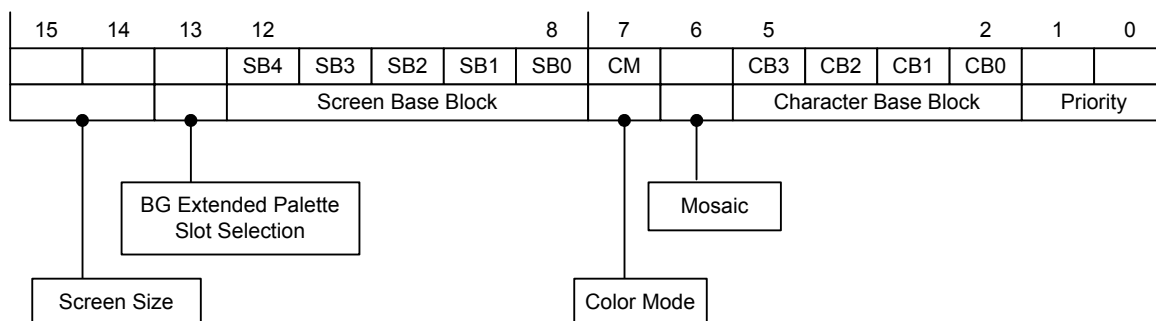 15 14 13 12 8 7 6 5 2 1 0
SB4 SB3 SB2 SB1 SB0 CM CB3 CB2 CB1 CB0
Screen Base Block Character Base Block Priority
BG Extended Palette
Slot Selection
Mosaic
Screen Size
Color Mode